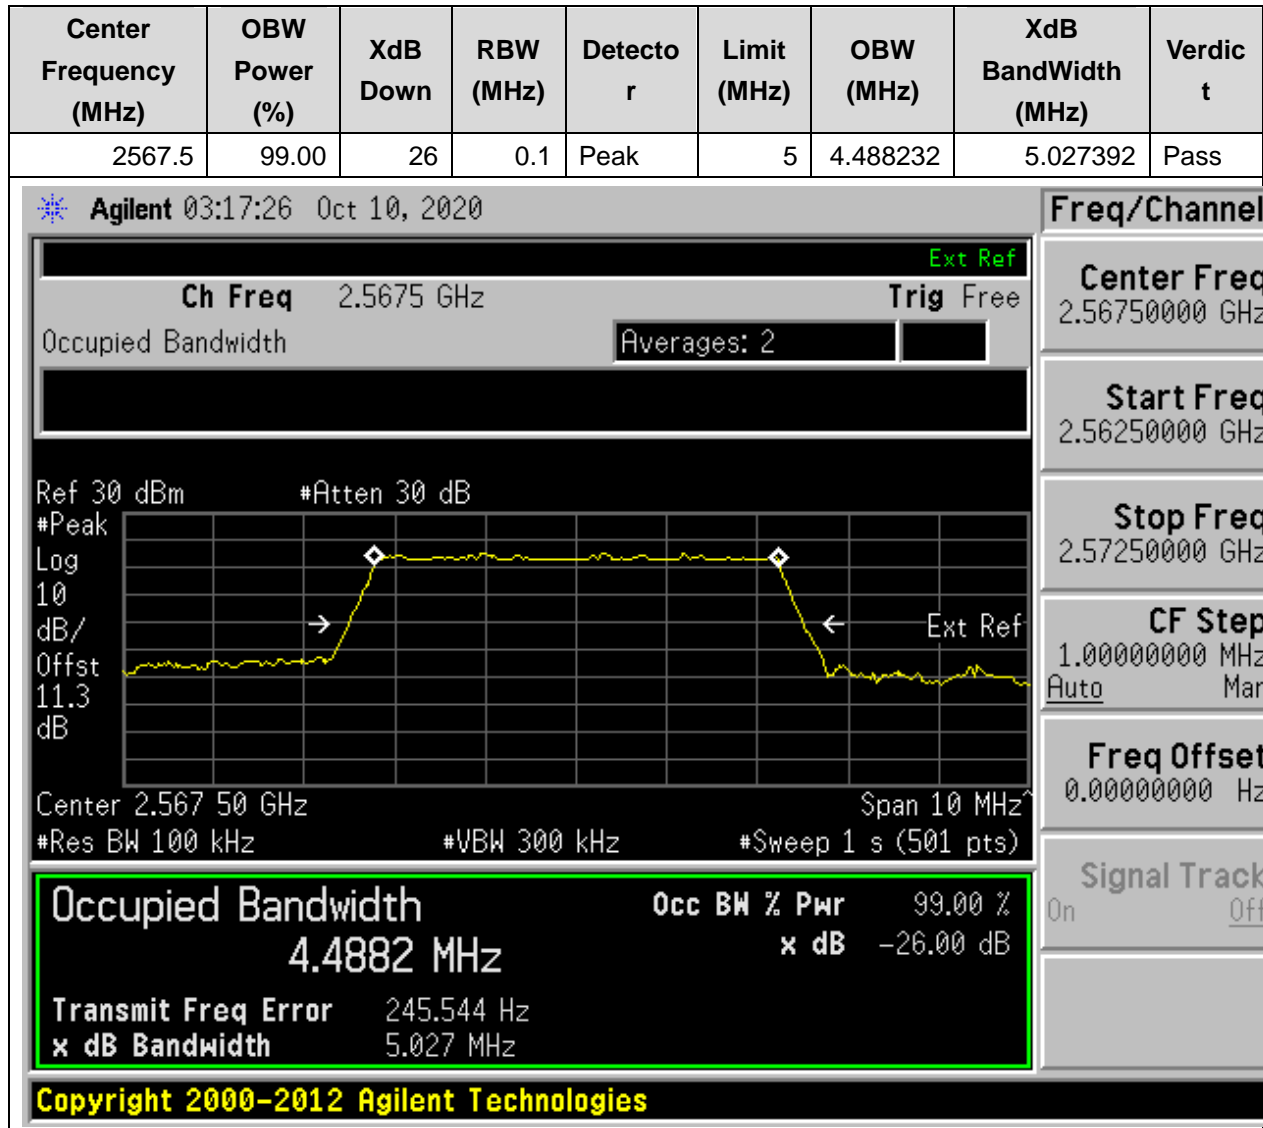 Center Frequency (MHz) OBW Power (%) XdB Down RBW (MHz) Detecto r Limit (MHz) OBW (MHz) XdB BandWidth (MHz) Verdic t
2567.5 99.00 26 0.1 Peak 5 4.488232 5.027392 Pass
Agilent 03:17:26 Oct 10, 2020
Freq/Channel
Ext Ref
Ch Freq 2.5675 GHz Trig Free
Occupied Bandwidth Averages: 2
Center Freq
2.56750000 GHz
Start Freq
2.56250000 GHz
Stop Freq
2.57250000 GHz
CF Step
1.00000000 MHz
Auto Man
Freq Offset
0.00000000 Hz
Signal Track
On Off
Ref 30 dBm #Atten 30 dB
#Peak
Log
10
dB/
Offst
11.3
dB
Ext Ref
Center 2.567 50 GHz Span 10 MHz^
#Res BW 100 kHz #VBW 300 kHz #Sweep 1 s (501 pts)
Occupied Bandwidth Occ BW % Pwr 99.00 %
4.4882 MHz x dB -26.00 dB
Transmit Freq Error 245.544 Hz
x dB Bandwidth 5.027 MHz
Copyright 2000-2012 Agilent Technologies